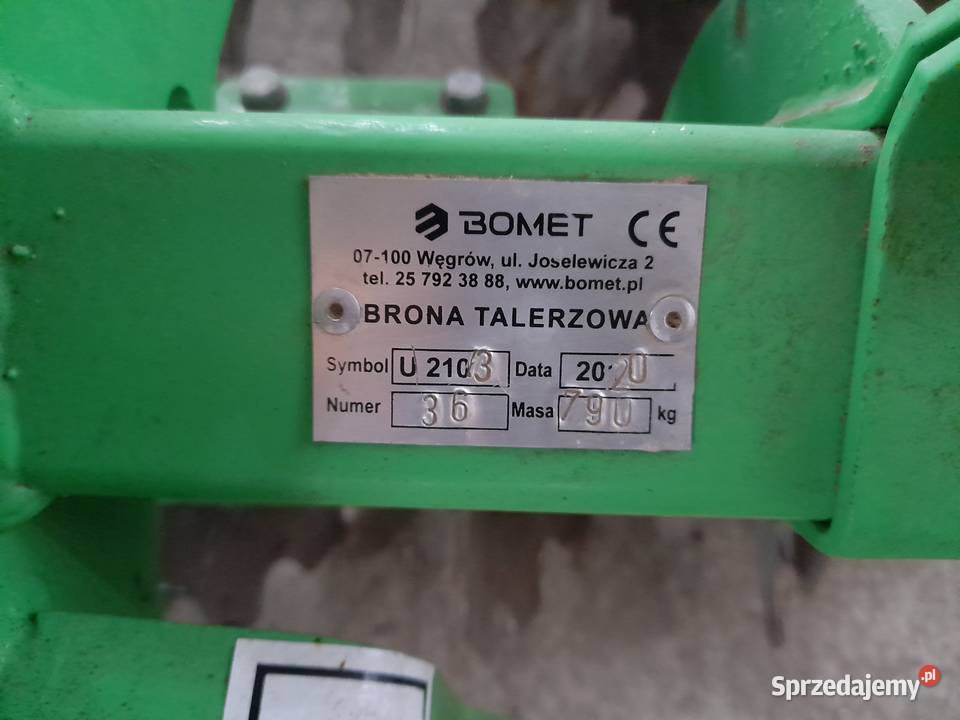 BOMET CE
07-100 Węgrów, ul. Joselewicza 2
tel. 25 792 38 88, www.bomet.pl
BRONA TALERZOWA
Symbol U 210/3 Data 2020
Numer 36 Masa 790 kg
Sprzedajemy.pl